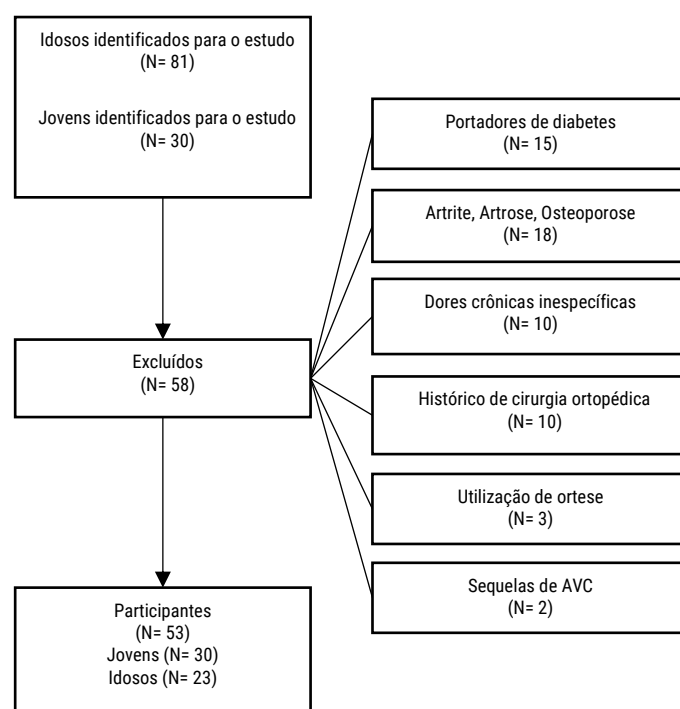 Idosos identificados para o estudo
(N= 81)
Jovens identificados para o estudo
(N= 30)
Portadores de diabetes
(N= 15)
Artrite, Artrose, Osteoporose
(N= 18)
Dores crônicas inespecíficas
(N= 10)
Excluídos
(N= 58)
Histórico de cirurgia ortopédica
(N= 10)
Utilização de ortese
(N= 3)
Sequelas de AVC
(N= 2)
Participantes
(N= 53)
Jovens (N= 30)
Idosos (N= 23)